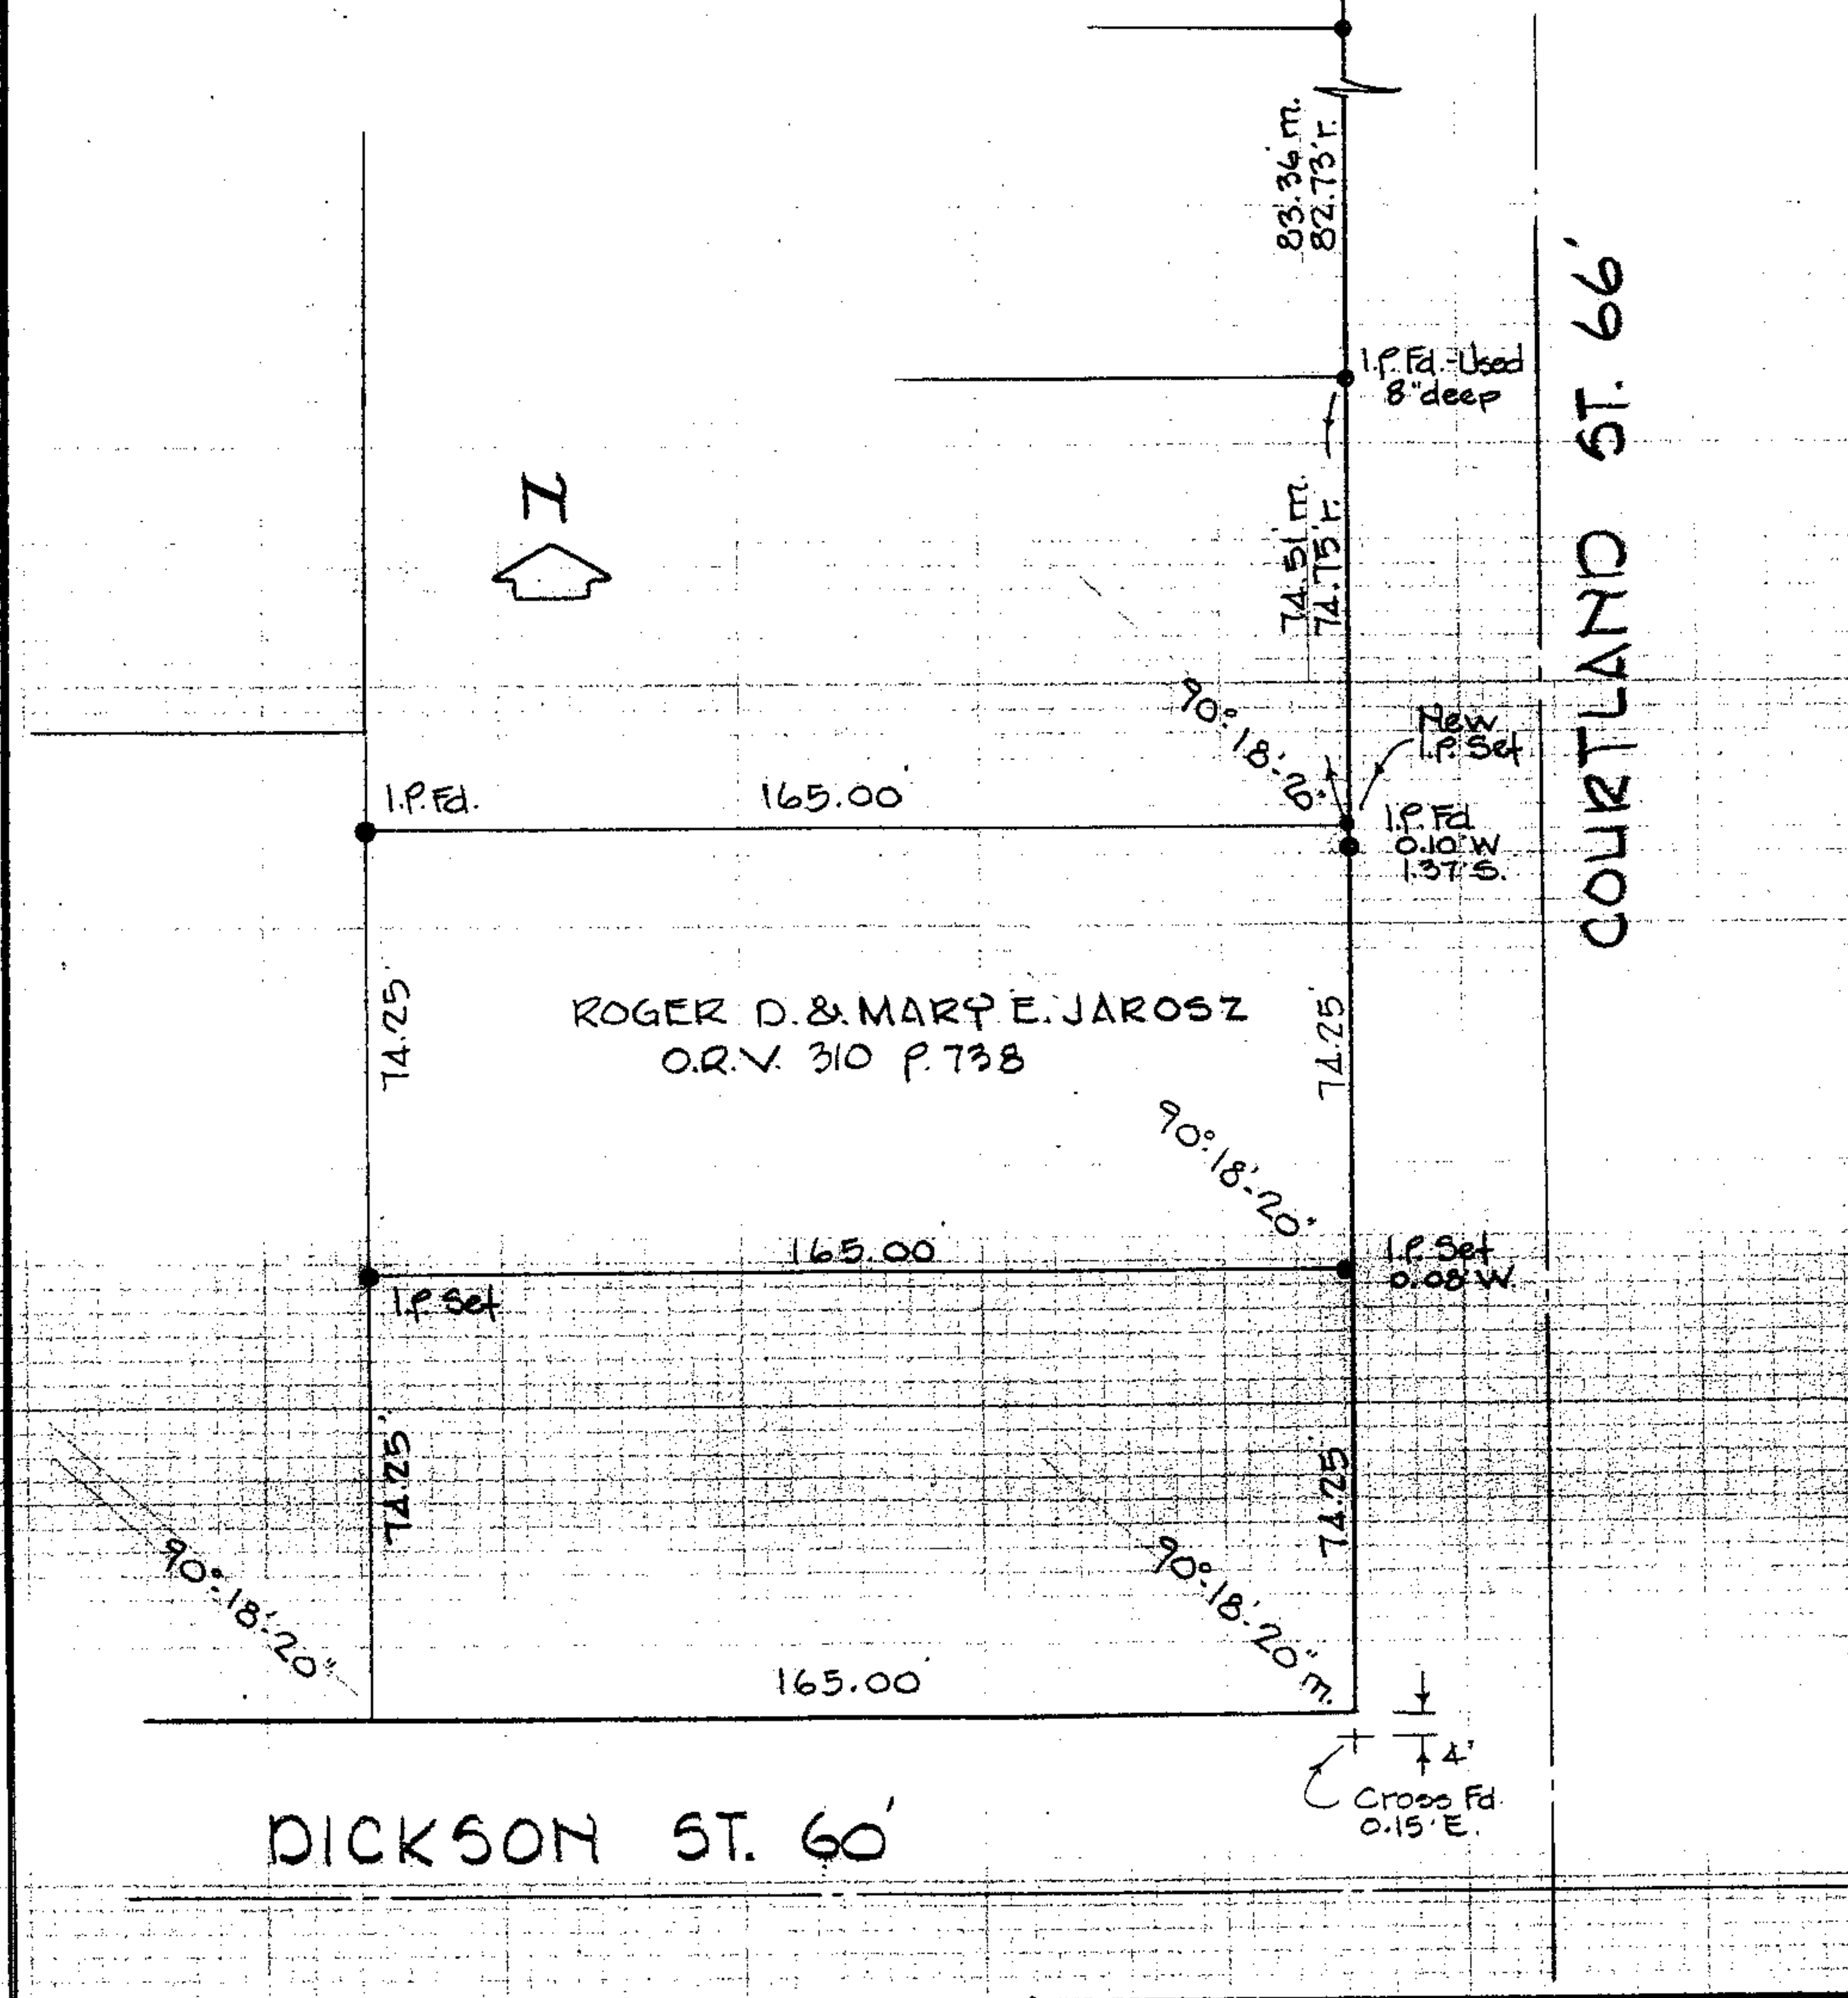 83.36' m.
82.73' r.
COURTLAND ST. 66'
I.P. Fd.-Used
8" deep
N
74.51' m.
74.75' r.
90°-18'-20"
New
I.P. Set
I.P. Fd.
165.00'
I.P. Fd
0.10' W
1.37' S.
74.25'
ROGER D. & MARY E. JAROSZ
O.R.V. 310 P. 738
74.25'
90°-18'-20"
165.00'
I.P. Set
0.08' W.
I.P. Set
74.25'
74.25'
90°-18'-20"
90°-18'-20" m.
165.00'
4'
Cross Fd.
0.15' E.
DICKSON ST. 60'